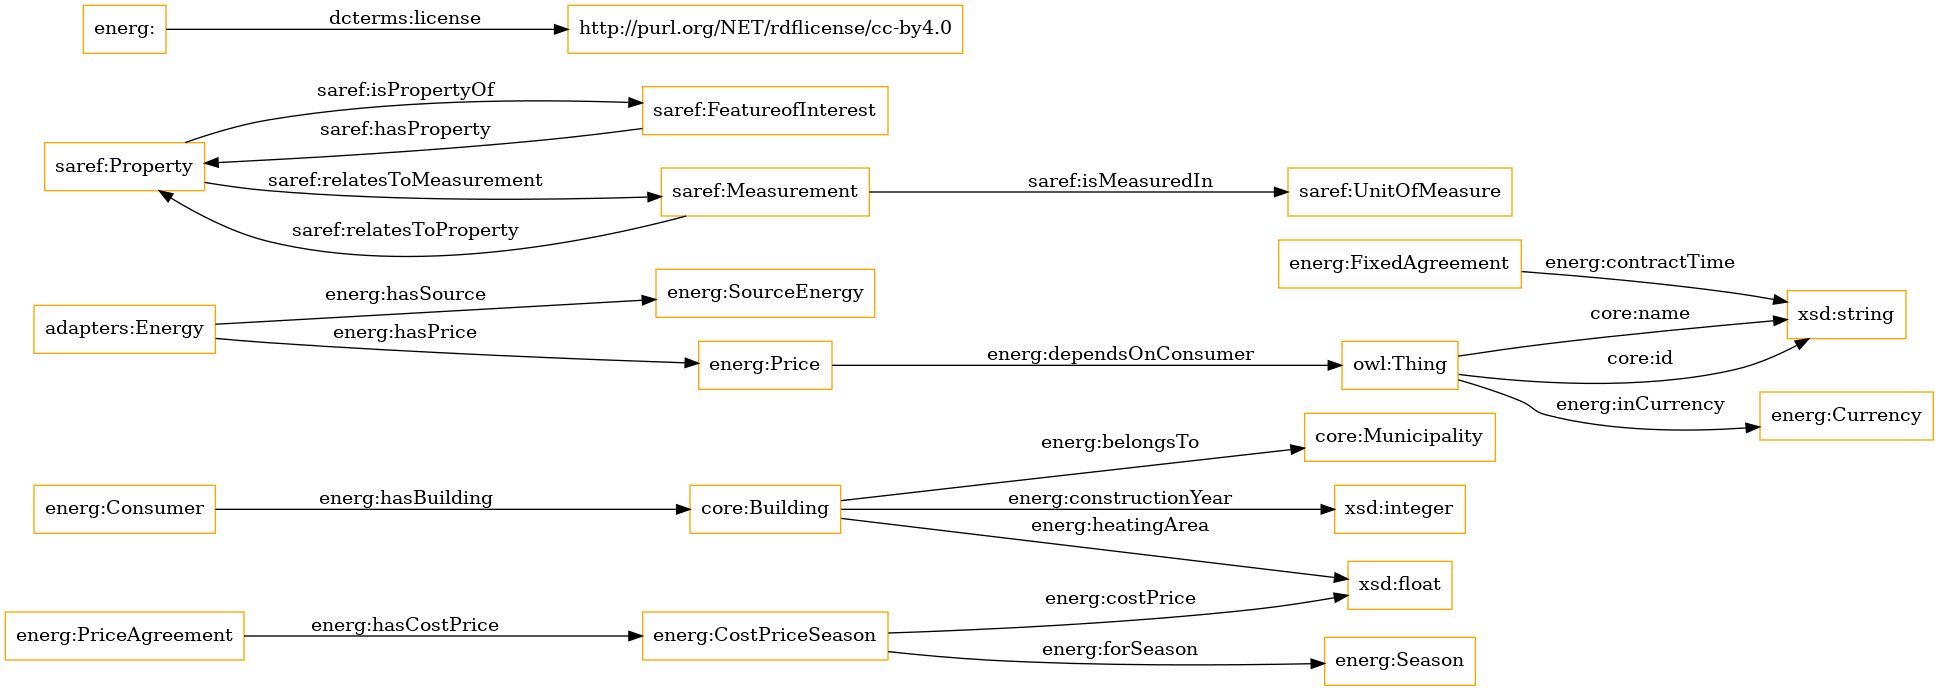 energ:
dcterms:license
http://purl.org/NET/rdflicense/cc-by4.0
saref:isPropertyOf
saref:FeatureofInterest
saref:hasProperty
saref:Property
saref:relatesToMeasurement
saref:Measurement
saref:isMeasuredIn
saref:UnitOfMeasure
saref:relatesToProperty
energ:FixedAgreement
energ:contractTime
energ:hasSource
energ:SourceEnergy
adapters:Energy
energ:hasPrice
xsd:string
core:name
energ:Price
energ:dependsOnConsumer
owl:Thing
core:id
energ:inCurrency
energ:Currency
energ:belongsTo
core:Municipality
energ:Consumer
energ:hasBuilding
core:Building
energ:constructionYear
xsd:integer
energ:heatingArea
xsd:float
energ:costPrice
energ:PriceAgreement
energ:hasCostPrice
energ:CostPriceSeason
energ:forSeason
energ:Season